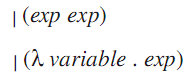 | (exp exp)
| (λ variable . exp)